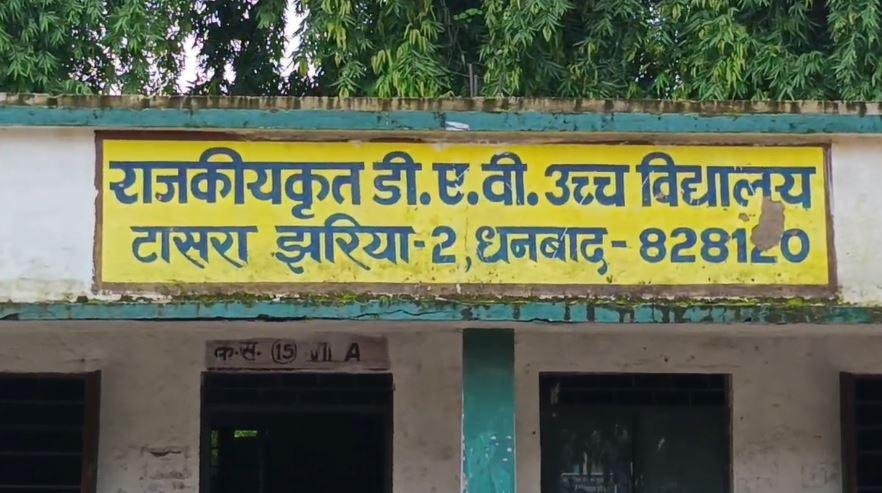 राजकीयकृत डी.ए.वी. उच्च विद्यालय
टासरा झरिया-2,धनबाद-828120
क.स. 15 VII A